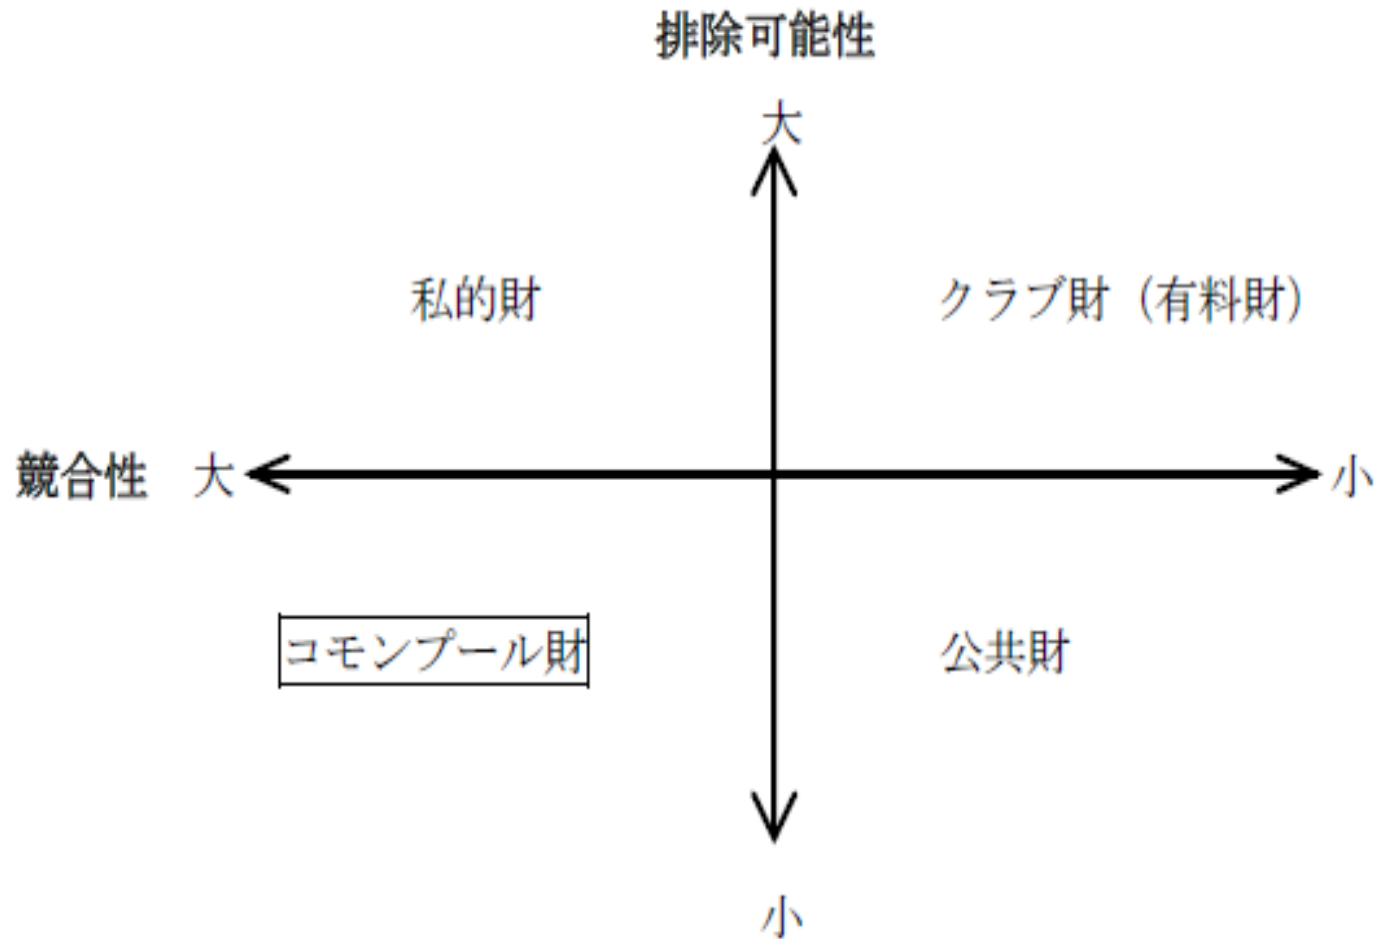 排除可能性
大
私的財
クラブ財（有料財）
競合性 大
小
コモンプール財
公共財
小